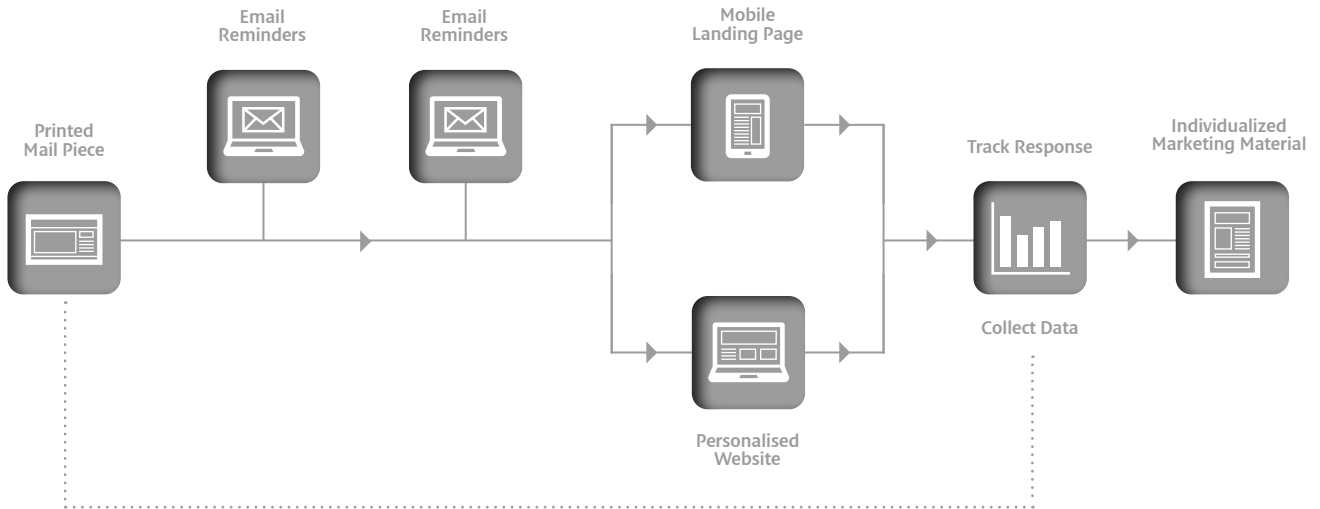 Printed
Mail Piece
Email
Reminders
Email
Reminders
Mobile
Landing Page
Personalised
Website
Track Response
Collect Data
Individualized
Marketing Material